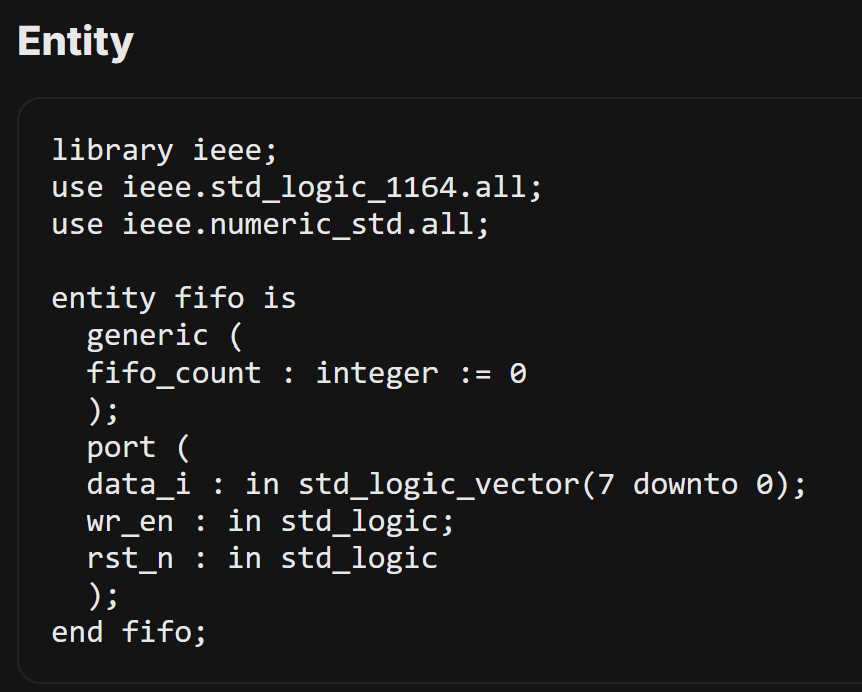 Entity
library ieee;
use ieee.std_logic_1164.all;
use ieee.numeric_std.all;
entity fifo is
generic (
fifo_count : integer := 0
);
port (
data_i : in std_logic_vector(7 downto 0);
wr_en : in std_logic;
rst_n : in std_logic
);
end fifo;